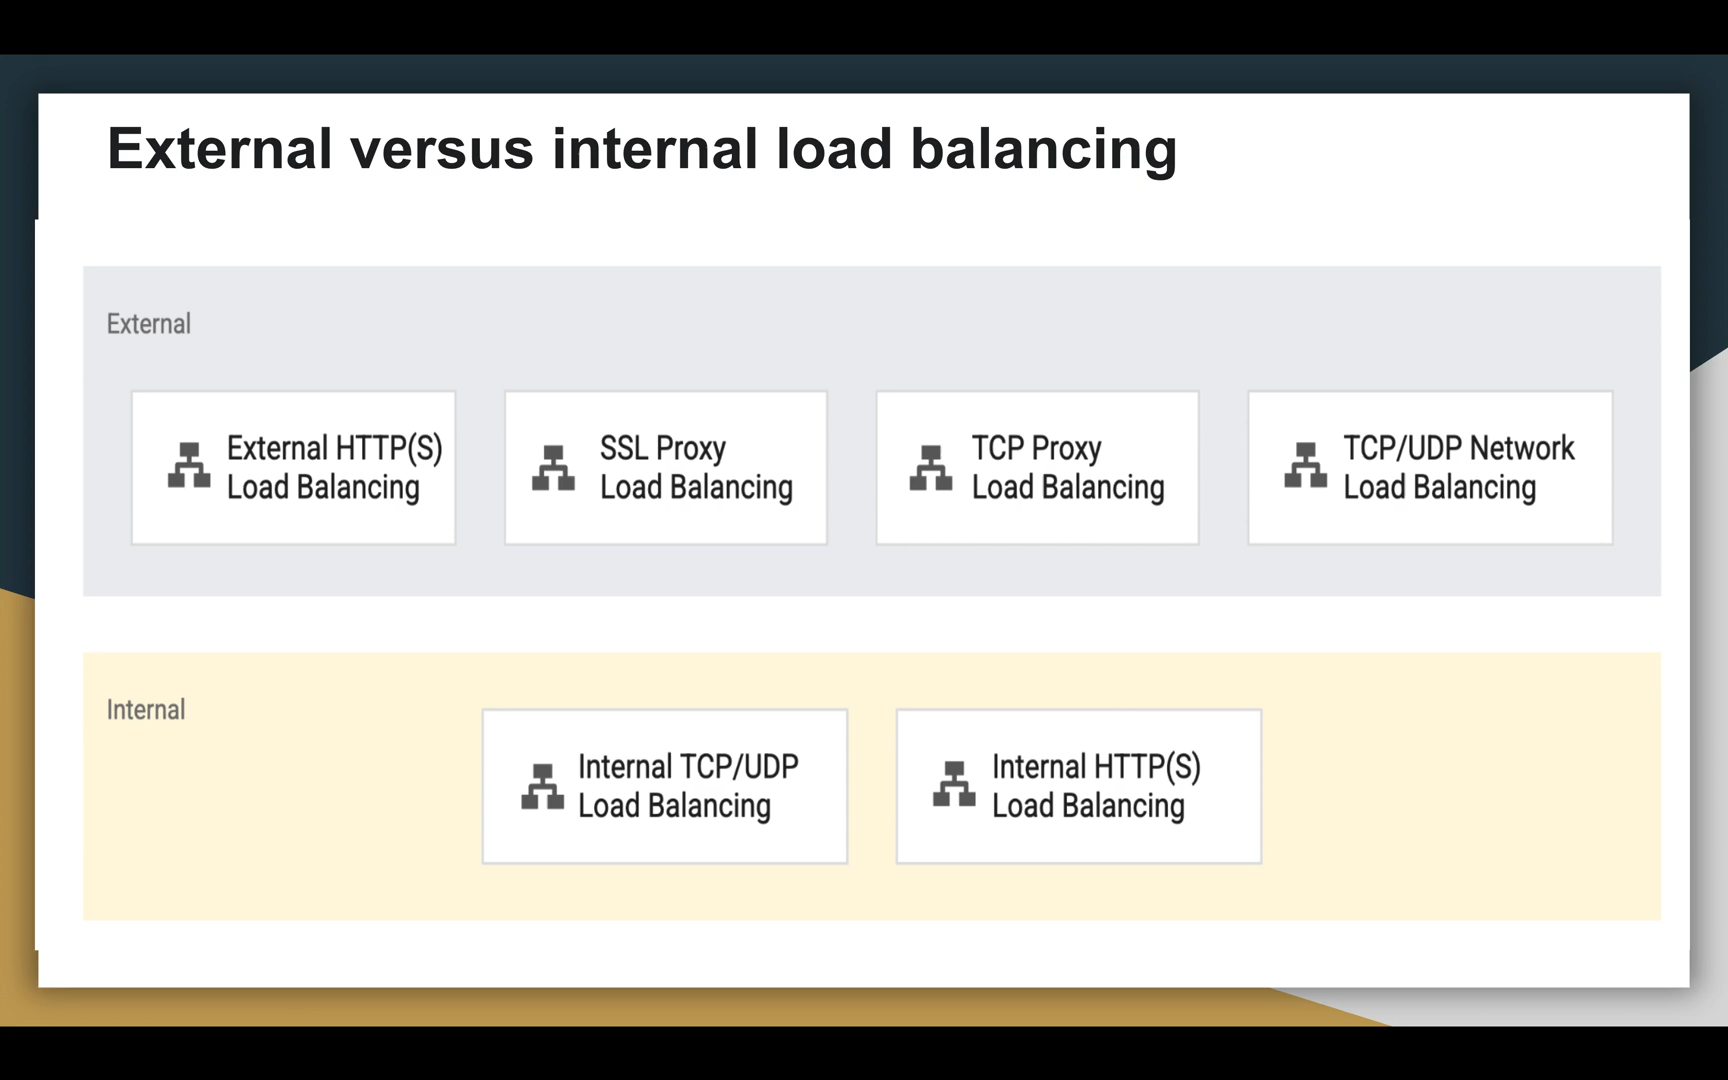 External versus internal load balancing
External
External HTTP(S)
Load Balancing
SSL Proxy
Load Balancing
TCP Proxy
Load Balancing
TCP/UDP Network
Load Balancing
Internal
Internal TCP/UDP
Load Balancing
Internal HTTP(S)
Load Balancing